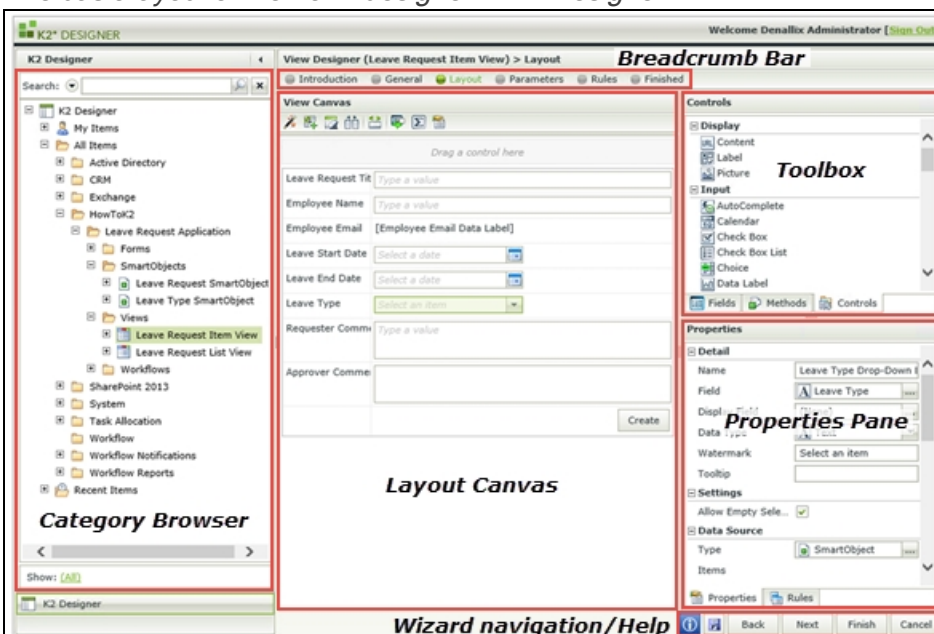 K2* DESIGNER
Welcome Denallix Administrator [Sign Out
K2 Designer
View Designer (Leave Request Item View) > Layout
Breadcrumb Bar
Search:
Introduction General Layout Parameters Rules Finished
K2 Designer
My Items
All Items
Active Directory
CRM
Exchange
HowToK2
Leave Request Application
Forms
SmartObjects
Leave Request SmartObject
Leave Type SmartObject
Views
Leave Request Item View
Leave Request List View
Workflows
SharePoint 2013
System
Task Allocation
Workflow
Workflow Notifications
Workflow Reports
Recent Items
Category Browser
Show: (All)
K2 Designer
View Canvas
Drag a control here
Leave Request Tit Type a value
Employee Name Type a value
Employee Email [Employee Email Data Label]
Leave Start Date Select a date
Leave End Date Select a date
Leave Type Select an item
Requester Comme Type a value
Approver Comme
Create
Layout Canvas
Controls
Display
Content
Label
Picture
Toolbox
Input
AutoComplete
Calendar
Check Box
Check Box List
Choice
Data Label
Fields Methods Controls
Properties
Detail
Name Leave Type Drop-Down
Field Leave Type
Properties Pane
Data Type Text
Watermark Select an item
Tooltip
Settings
Allow Empty Sele...
Data Source
Type SmartObject
Items
Properties Rules
Wizard navigation/Help
Back Next Finish Cancel